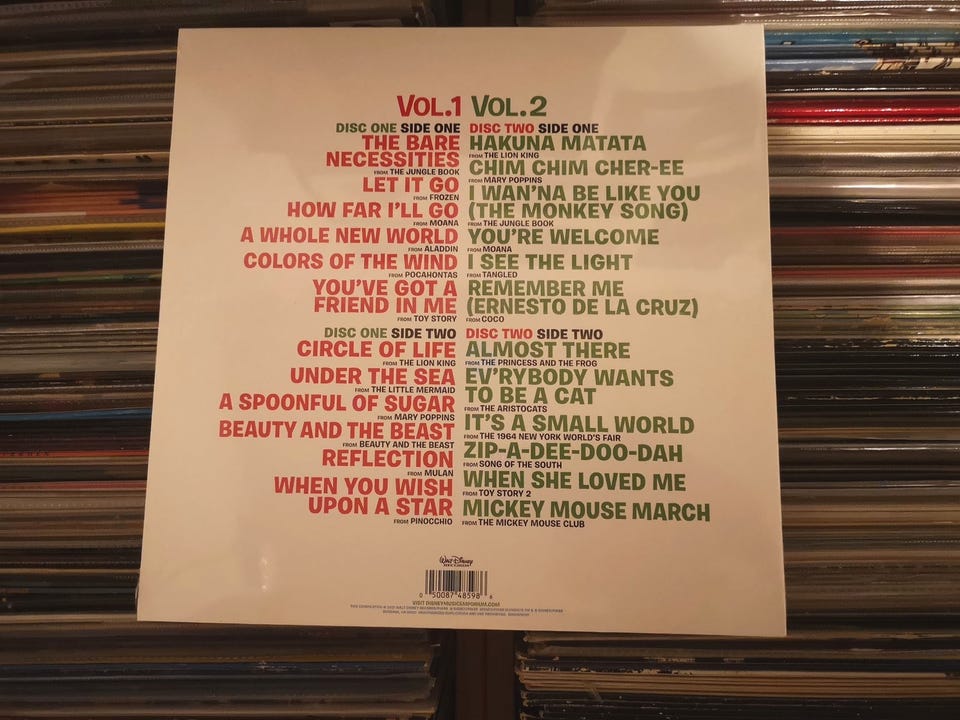 VOL.1
DISC ONE SIDE ONE
THE BARE
NECESSITIES
FROM THE JUNGLE BOOK
LET IT GO
FROM FROZEN
HOW FAR I'LL GO
FROM MOANA
A WHOLE NEW WORLD
FROM ALADDIN
COLORS OF THE WIND
FROM POCAHONTAS
YOU'VE GOT A
FRIEND IN ME
FROM TOY STORY
DISC ONE SIDE TWO
CIRCLE OF LIFE
FROM THE LION KING
UNDER THE SEA
FROM THE LITTLE MERMAID
A SPOONFUL OF SUGAR
FROM MARY POPPINS
BEAUTY AND THE BEAST
FROM BEAUTY AND THE BEAST
REFLECTION
FROM MULAN
WHEN YOU WISH
UPON A STAR
FROM PINOCCHIO
VOL.2
DISC TWO SIDE ONE
HAKUNA MATATA
FROM THE LION KING
CHIM CHIM CHER-EE
FROM MARY POPPINS
I WAN'NA BE LIKE YOU
(THE MONKEY SONG)
FROM THE JUNGLE BOOK
YOU'RE WELCOME
FROM MOANA
I SEE THE LIGHT
FROM TANGLED
REMEMBER ME
(ERNESTO DE LA CRUZ)
FROM COCO
DISC TWO SIDE TWO
ALMOST THERE
FROM THE PRINCESS AND THE FROG
EV'RYBODY WANTS
TO BE A CAT
FROM THE ARISTOCATS
IT'S A SMALL WORLD
FROM THE 1964 NEW YORK WORLD'S FAIR
ZIP-A-DEE-DOO-DAH
FROM SONG OF THE SOUTH
WHEN SHE LOVED ME
FROM TOY STORY 2
MICKEY MOUSE MARCH
FROM THE MICKEY MOUSE CLUB
Walt Disney
RECORDS
0 50087 48598 6
VISIT DISNEYMUSICEMPORIUM.COM